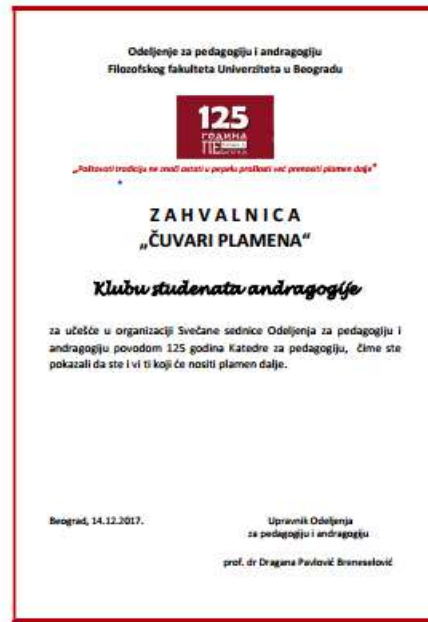 Odeljenje za pedagogiju i andragogiju
Filozofskog fakulteta Univerziteta u Beogradu
125
ГОДИНА
„Poštovati tradiciju ne znači ostati u pepelu prošlosti već prenositi plamen dalje“
ZAHVALNICA
„ČUVARI PLAMENA“
Klubu studenata andragogije
za učešće u organizaciji Svečane sednice Odeljenja za pedagogiju i
andragogiju povodom 125 godina Katedre za pedagogiju, čime ste
pokazali da ste i vi ti koji će nositi plamen dalje.
Beograd, 14.12.2017.
Upravnik Odeljenja
za pedagogiju i andragogiju
prof. dr Dragana Pavlović Breneselović